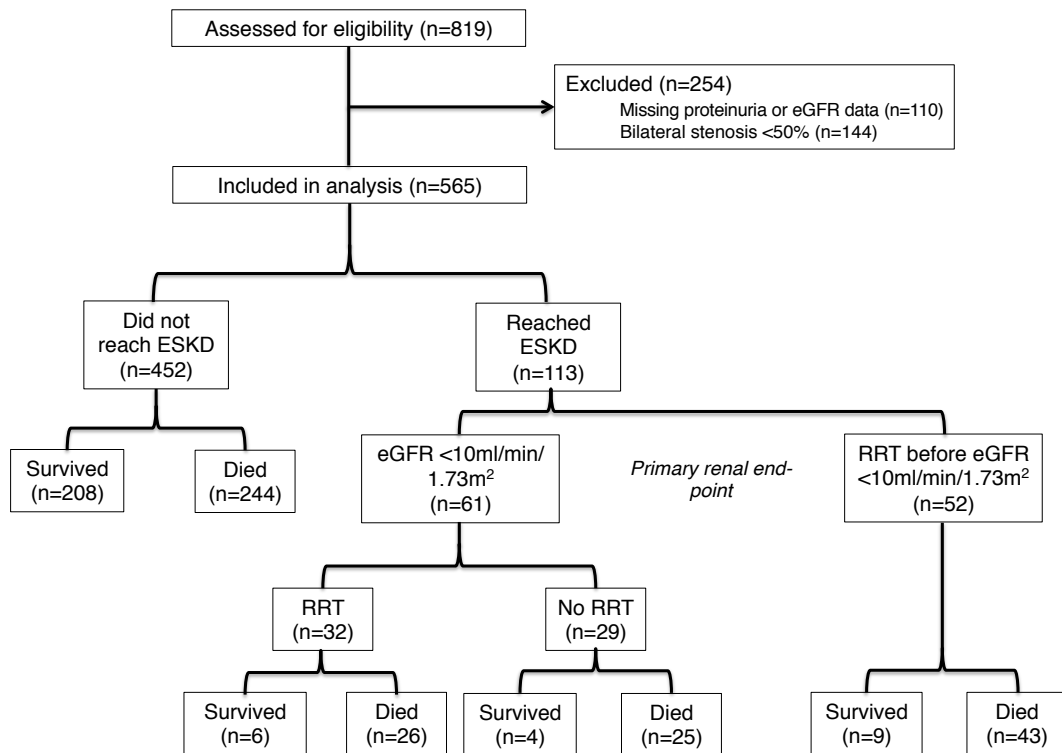 Assessed for eligibility (n=819)
Excluded (n=254)
Missing proteinuria or eGFR data (n=110)
Bilateral stenosis <50% (n=144)
Included in analysis (n=565)
Did not
reach ESKD
(n=452)
Reached
ESKD
(n=113)
Survived
(n=208)
Died
(n=244)
eGFR <10ml/min/
1.73m²
(n=61)
Primary renal end-
point
RRT before eGFR
<10ml/min/1.73m²
(n=52)
RRT
(n=32)
No RRT
(n=29)
Survived
(n=6)
Died
(n=26)
Survived
(n=4)
Died
(n=25)
Survived
(n=9)
Died
(n=43)